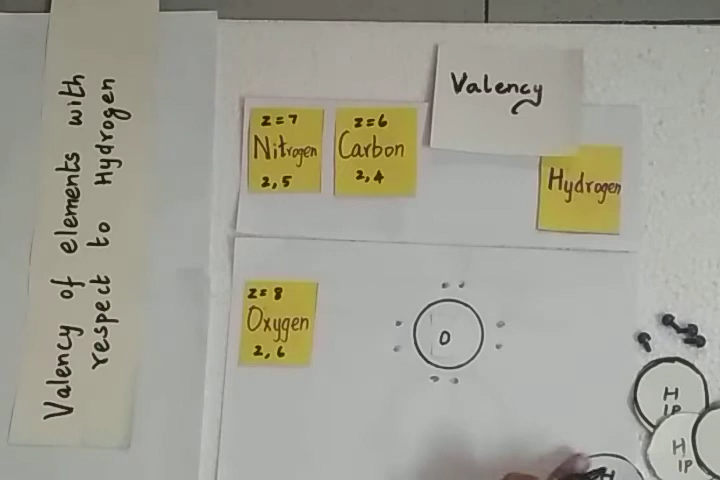 Valency of elements with
respect to Hydrogen
Valency
Z=7
Nitrogen
2,5
Z=6
Carbon
2,4
Hydrogen
Z=8
Oxygen
2,6
O
H
1P
H
1P
H